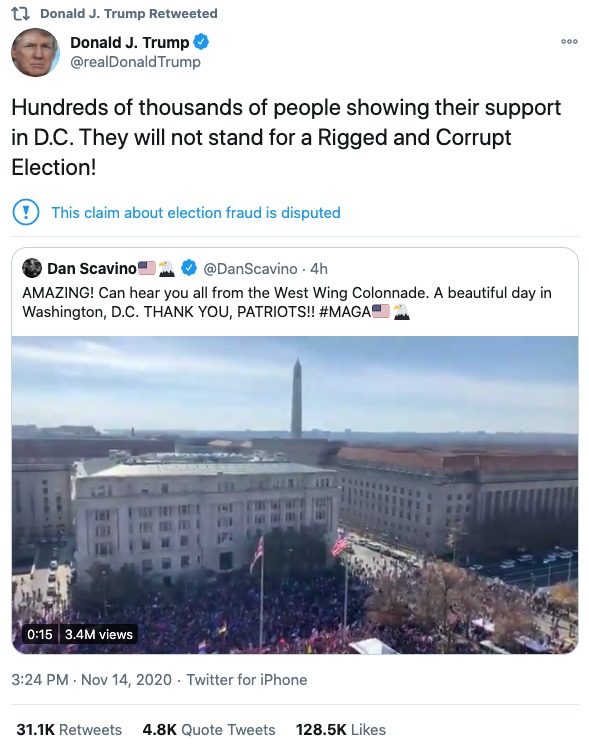 Donald J. Trump Retweeted
Donald J. Trump
@realDonaldTrump
Hundreds of thousands of people showing their support
in D.C. They will not stand for a Rigged and Corrupt
Election!
This claim about election fraud is disputed
Dan Scavino🇺🇸🦅 @DanScavino · 4h
AMAZING! Can hear you all from the West Wing Colonnade. A beautiful day in
Washington, D.C. THANK YOU, PATRIOTS!! #MAGA🇺🇸🦅
0:15 3.4M views
3:24 PM · Nov 14, 2020 · Twitter for iPhone
31.1K Retweets 4.8K Quote Tweets 128.5K Likes